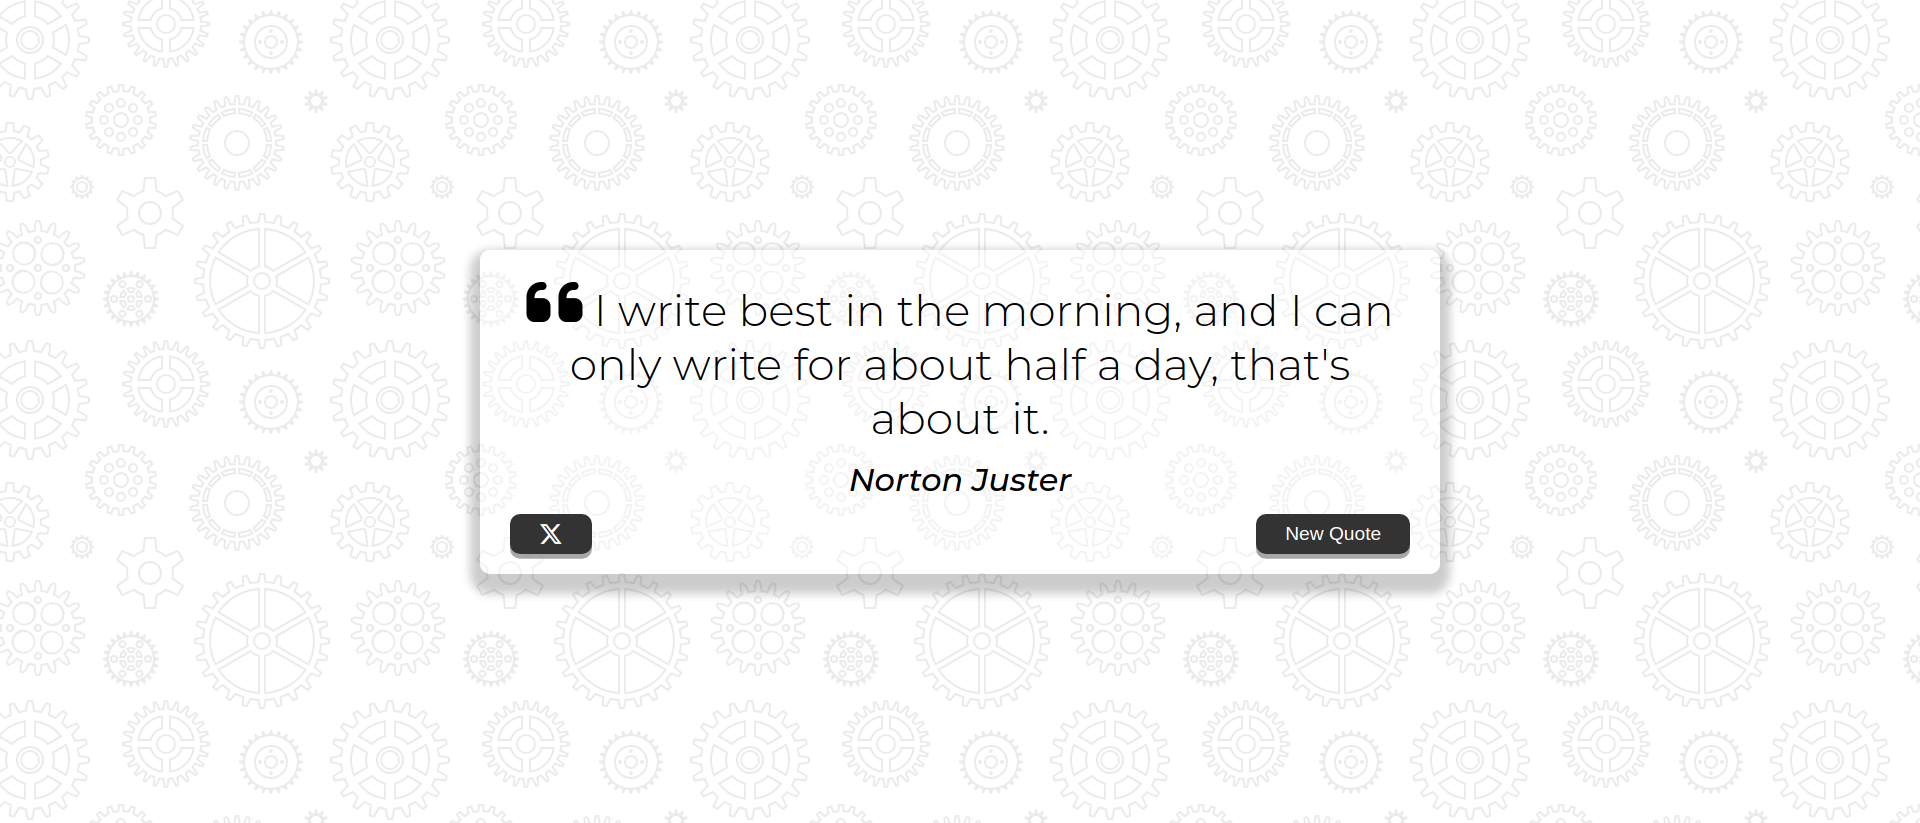 I write best in the morning, and I can
only write for about half a day, that's
about it.
Norton Juster
New Quote